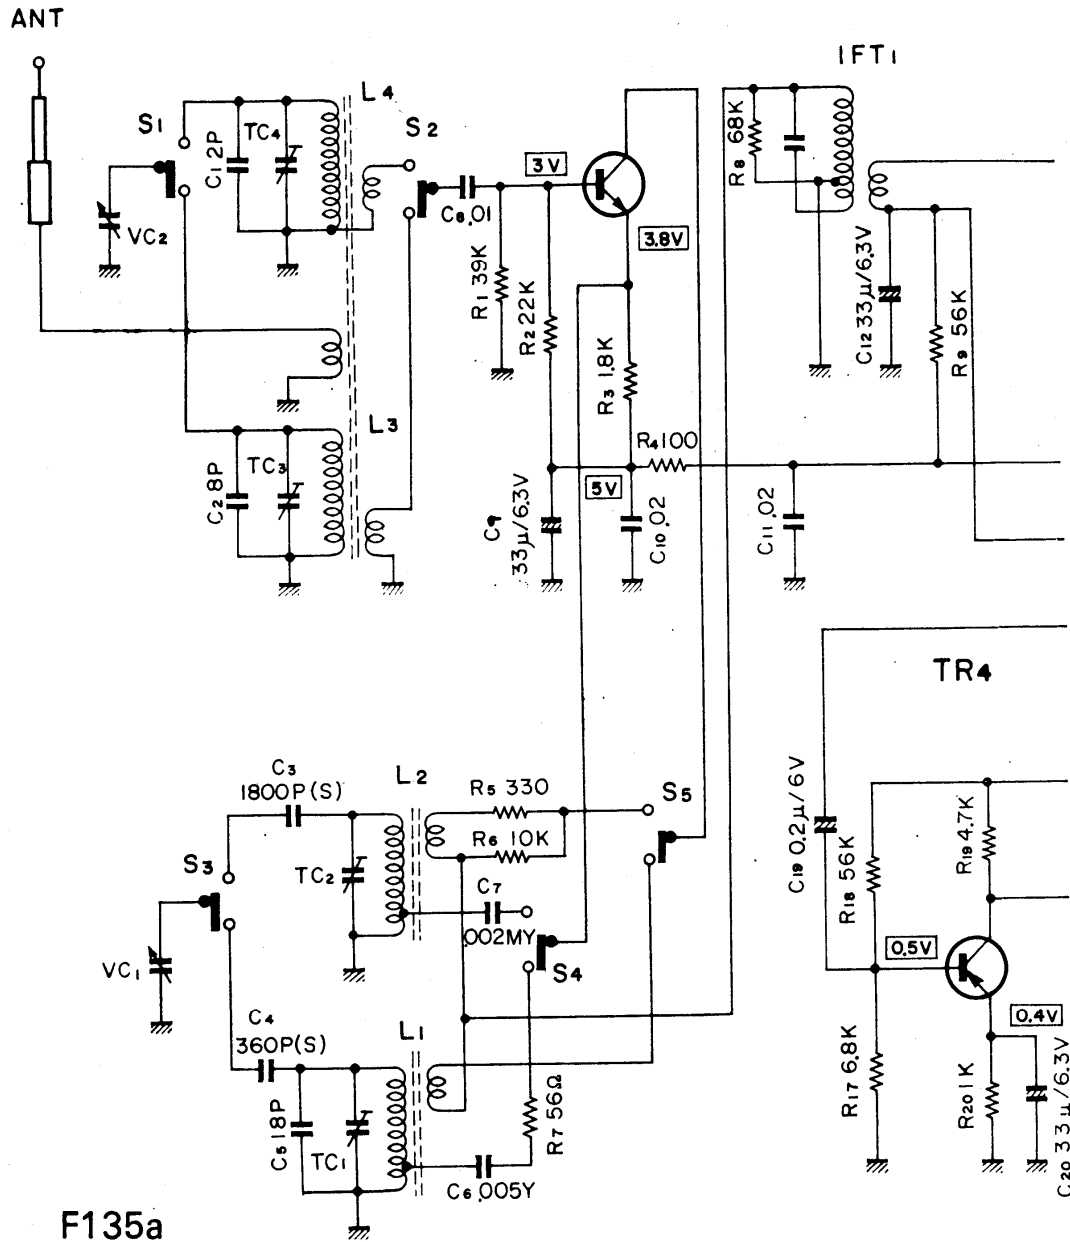 ANT
IFT1
L4
S1
S2
C1 2P
TC4
R8 68K
3V
VC2
C8 .01
3.8V
R1 39K
R2 22K
C12 33μ/6.3V
R9 56K
R3 1.8K
L3
R4 100
TC3
C2 8P
5V
C9
33μ/6.3V
C10 .02
C11 .02
TR4
C3
1800P(S)
L2
R5 330
S5
R6 10K
C19 0.2μ/6V
R18 56K
R19 4.7K
S3
TC2
C7
.002MY
0.5V
VC1
S4
C4
360P(S)
L1
0.4V
R7 56Ω
R17 6.8K
R20 1K
C20 33μ/6.3V
C5 18P
TC1
C6 .005Y
F135a